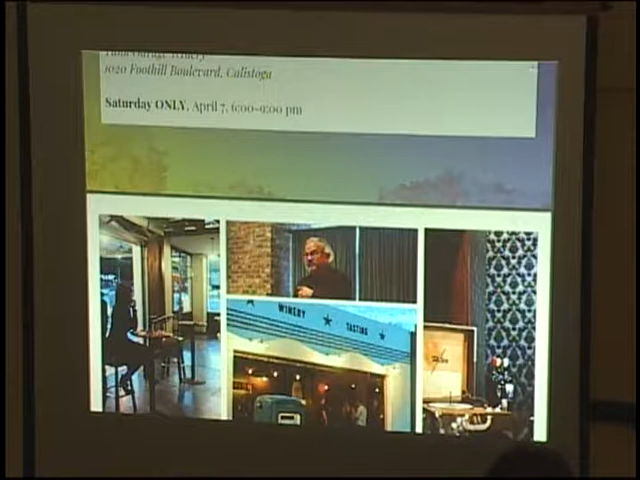 1020 Foothill Boulevard, Calistoga
Saturday ONLY, April 7, 6:00–9:00 pm
WINERY
TASTING